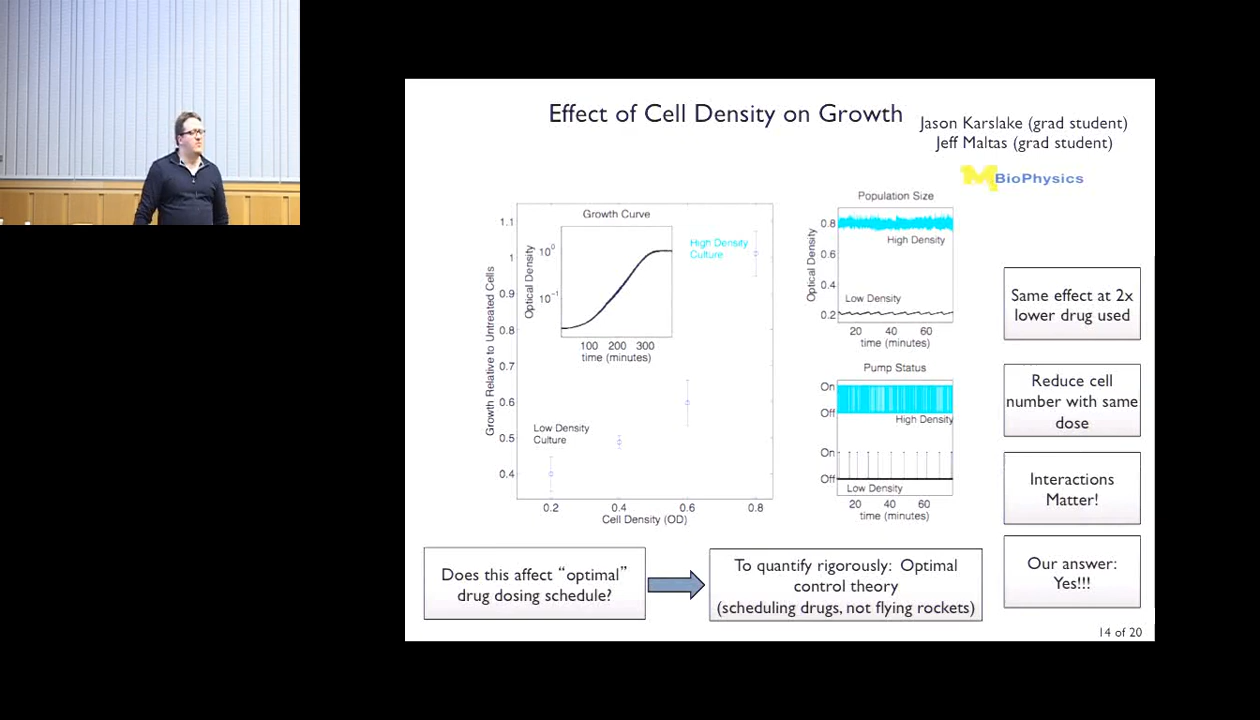 Effect of Cell Density on Growth
Jason Karslake (grad student)
Jeff Maltas (grad student)
M BioPhysics
Growth Relative to Untreated Cells
1.1
1
0.9
0.8
0.7
0.6
0.5
0.4
0.2
0.4
0.6
0.8
Cell Density (OD)
Growth Curve
Optical Density
10^0
10^-1
100
200
300
time (minutes)
High Density
Culture
Low Density
Culture
Population Size
Optical Density
0.8
0.6
0.4
0.2
High Density
Low Density
20
40
60
time (minutes)
Pump Status
On
Off
High Density
On
Off
Low Density
20
40
60
time (minutes)
Same effect at 2x
lower drug used
Reduce cell
number with same
dose
Interactions
Matter!
Our answer:
Yes!!!
Does this affect “optimal”
drug dosing schedule?
To quantify rigorously: Optimal
control theory
(scheduling drugs, not flying rockets)
14 of 20